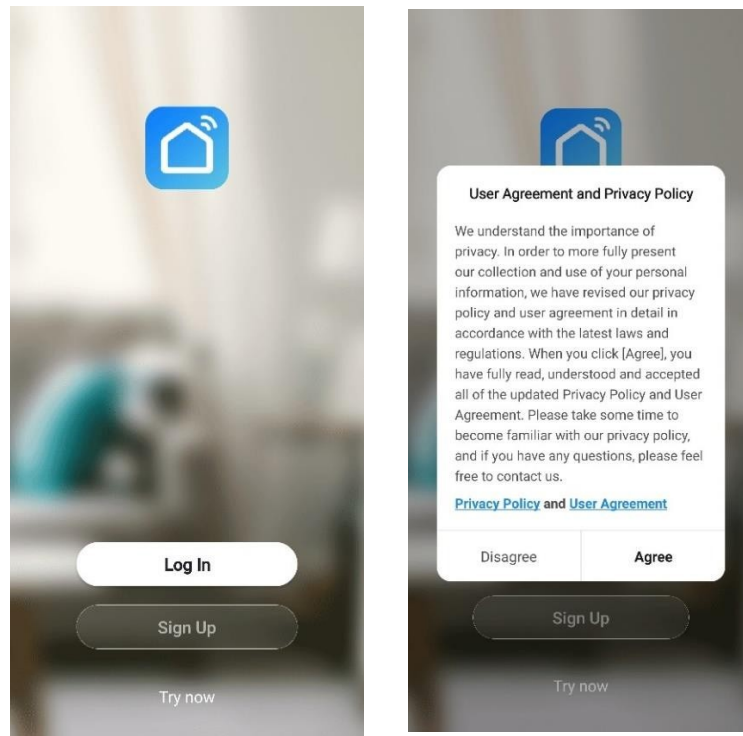 Log In
Sign Up
Try now
User Agreement and Privacy Policy
We understand the importance of
privacy. In order to more fully present
our collection and use of your personal
information, we have revised our privacy
policy and user agreement in detail in
accordance with the latest laws and
regulations. When you click [Agree], you
have fully read, understood and accepted
all of the updated Privacy Policy and User
Agreement. Please take some time to
become familiar with our privacy policy,
and if you have any questions, please feel
free to contact us.
Privacy Policy and User Agreement
Disagree
Agree
Sign Up
Try now